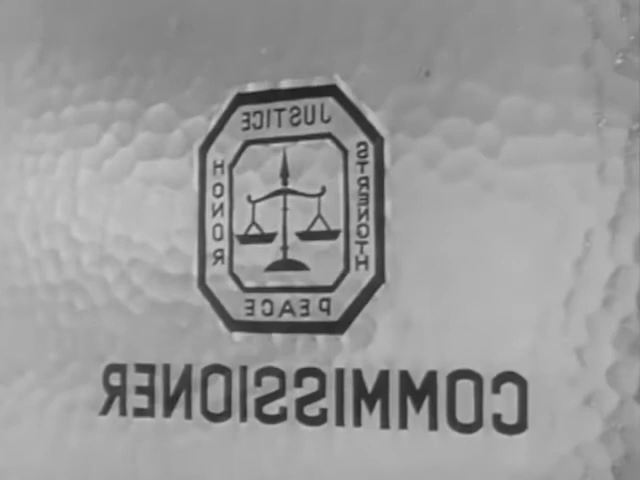 JUSTICE
HONOR
STRENGTH
PEACE
COMMISSIONER